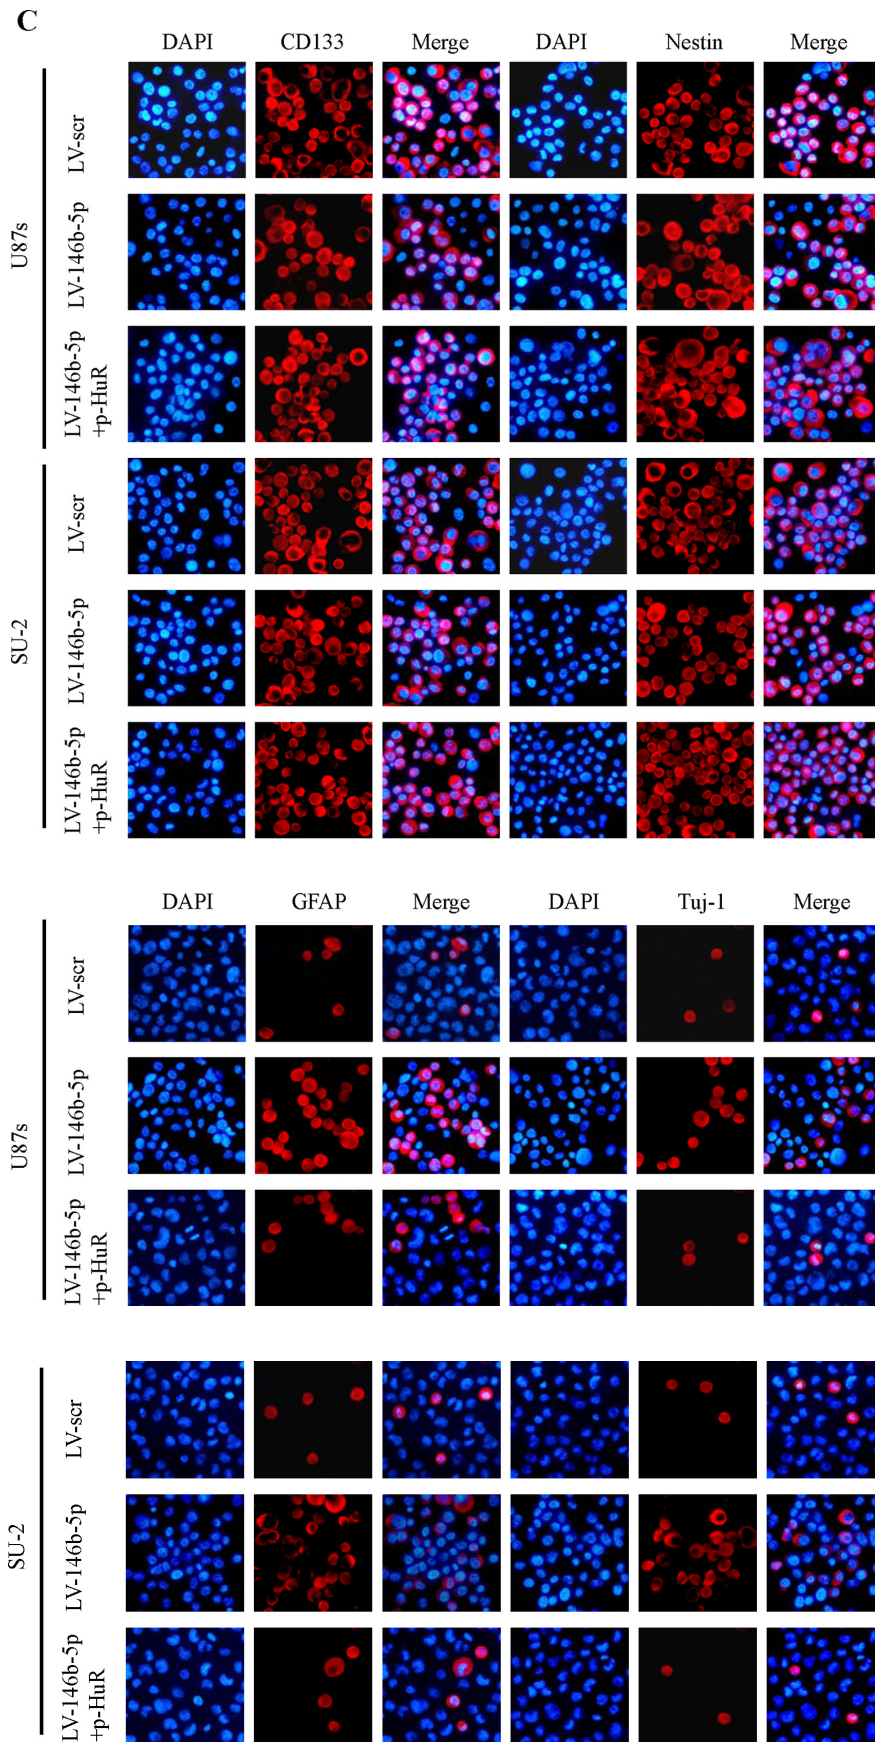 C
DAPI CD133 Merge DAPI Nestin Merge
U87s
LV-scr
LV-146b-5p
LV-146b-5p
+p-HuR
SU-2
LV-scr
LV-146b-5p
LV-146b-5p
+p-HuR
DAPI GFAP Merge DAPI Tuj-1 Merge
U87s
LV-scr
LV-146b-5p
LV-146b-5p
+p-HuR
SU-2
LV-scr
LV-146b-5p
LV-146b-5p
+p-HuR